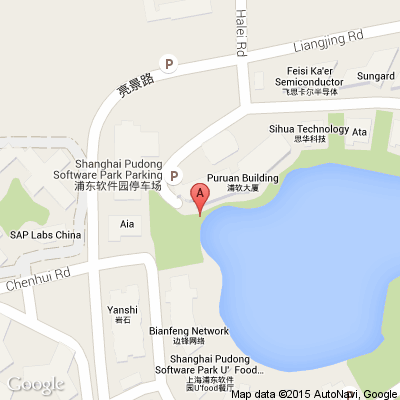 Halei Rd
Liangjing Rd
P
亮景路
Feisi Ka'er
Semiconductor
飞思卡尔半导体
Sungard
Sihua Technology
思华科技
Ata
Shanghai Pudong
Software Park Parking
浦东软件园停车场
P
Puruan Building
浦软大厦
A
Aia
SAP Labs China
Chenhui Rd
Yanshi
岩石
Bianfeng Network
边锋网络
Shanghai Pudong
Software Park U' Food...
上海浦东软件
园U'food餐厅
Map data ©2015 AutoNavi, Google